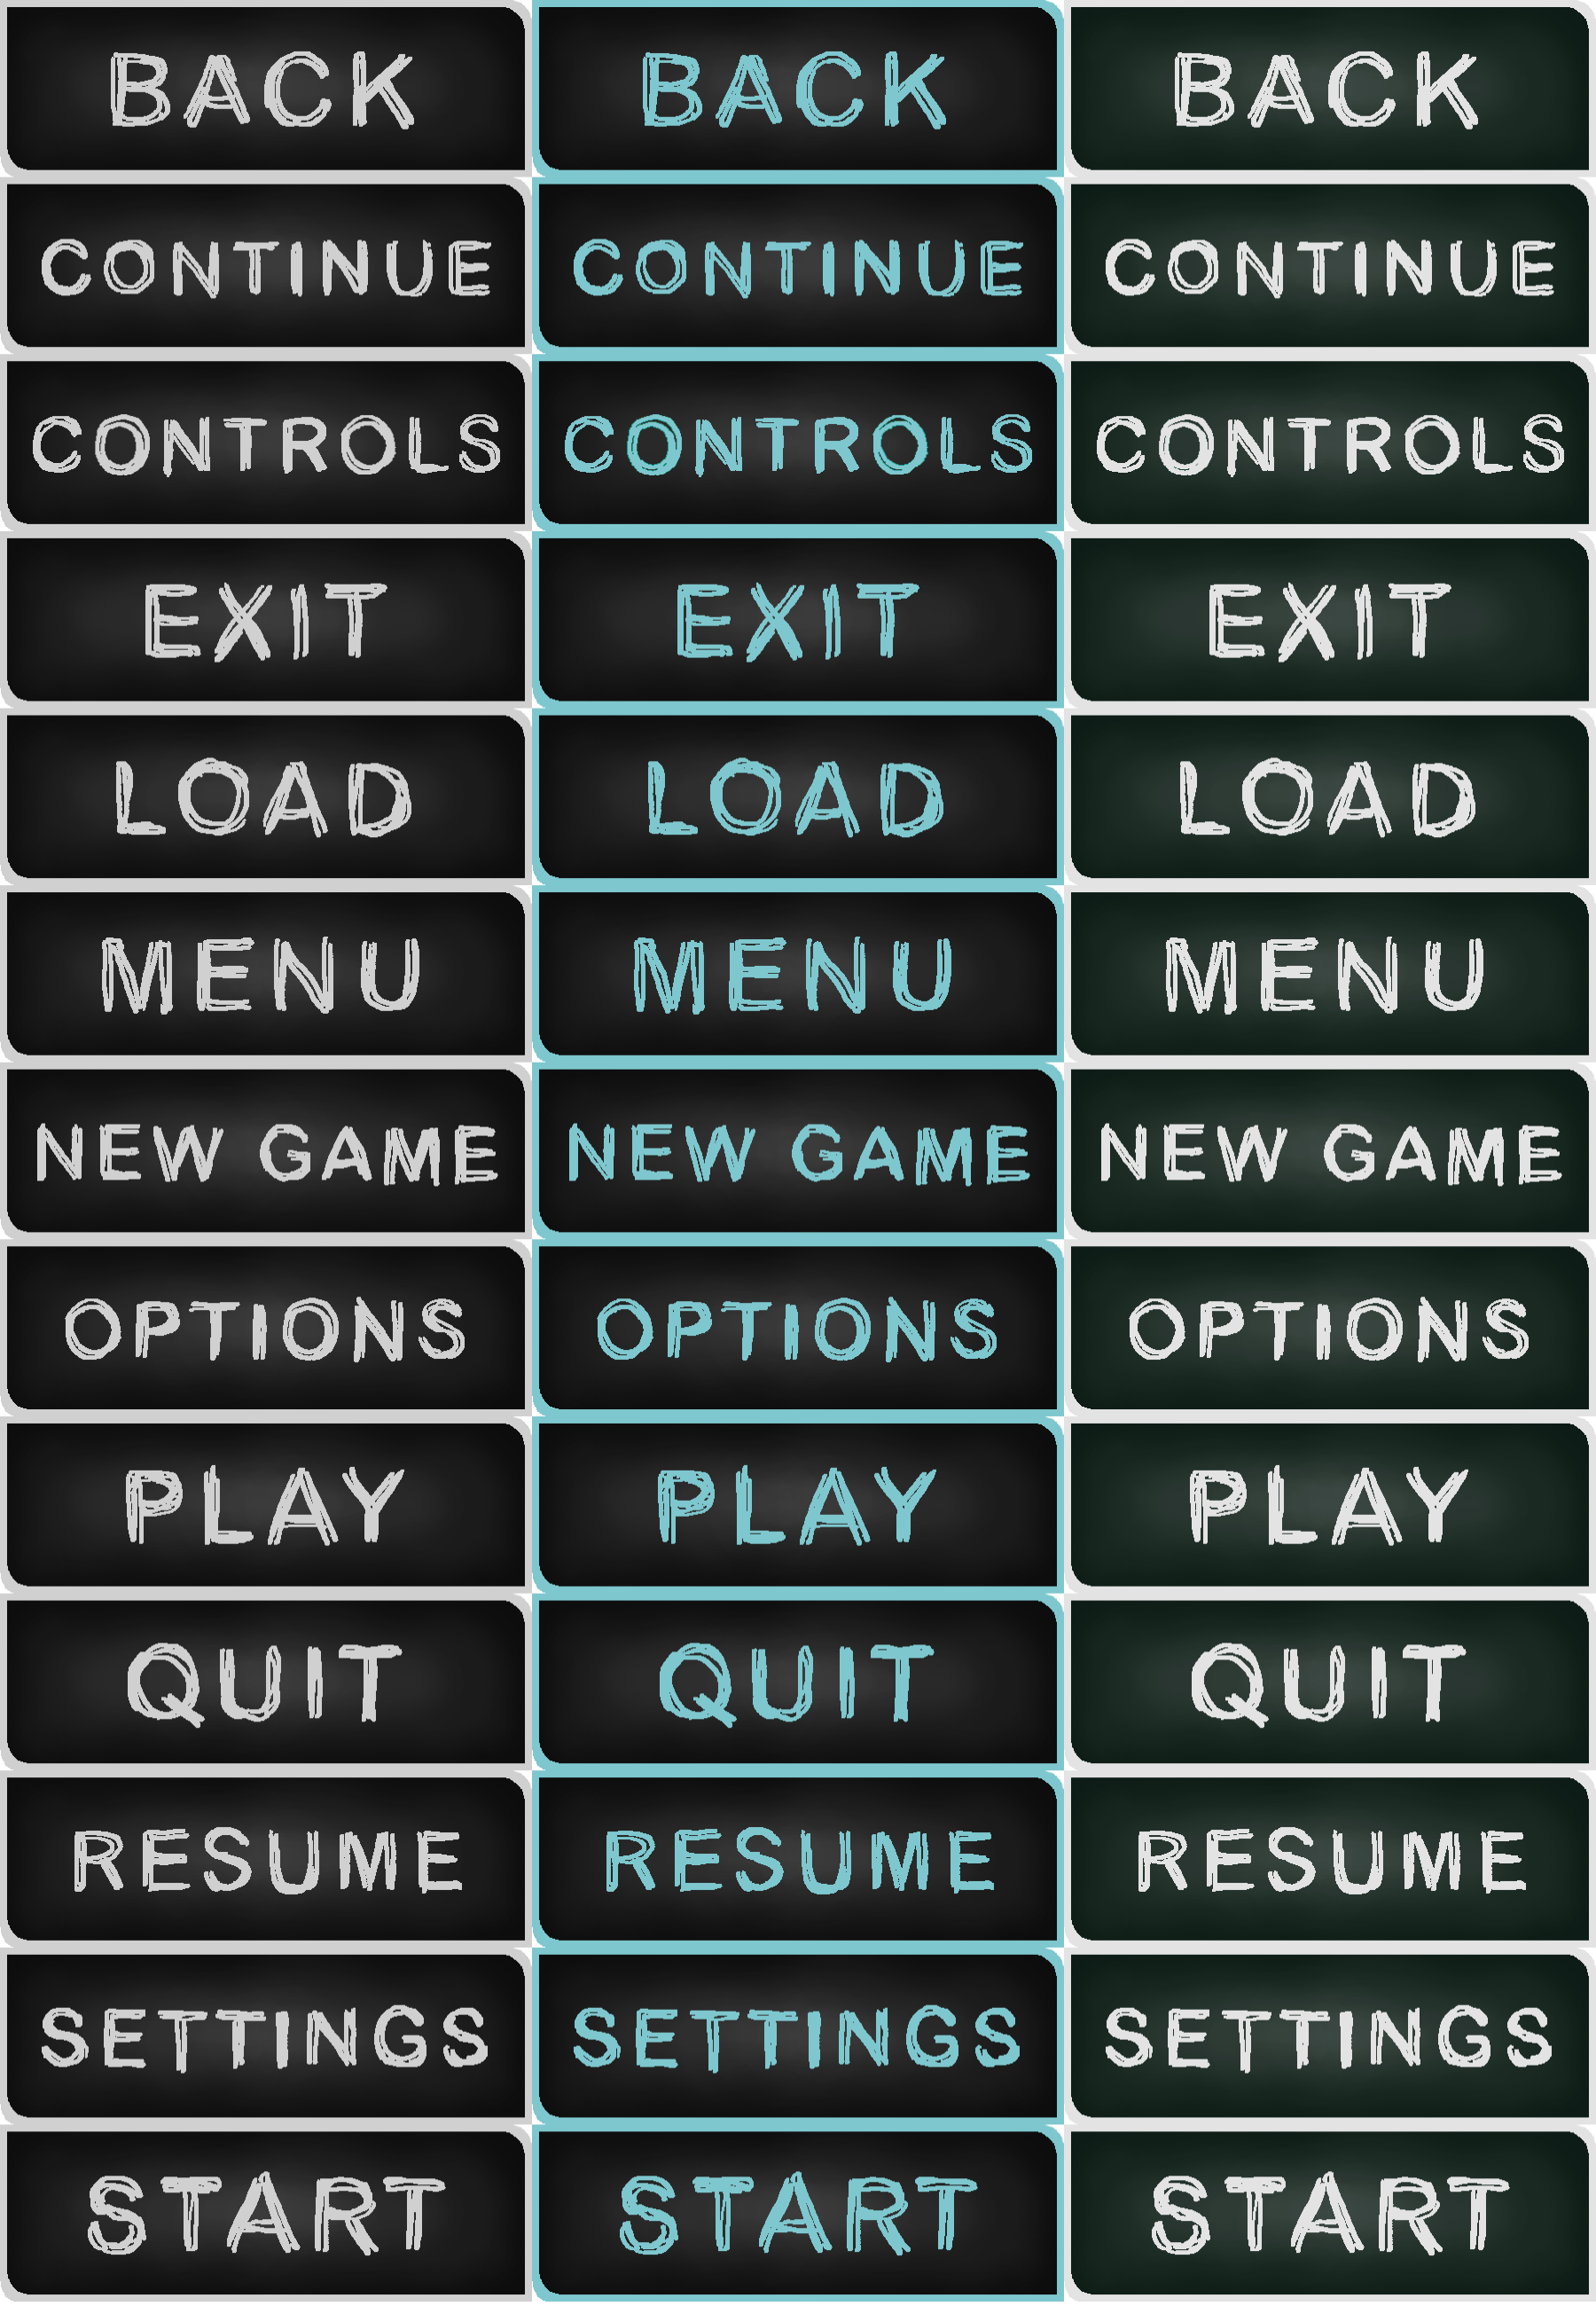 BACK BACK BACK
CONTINUE CONTINUE CONTINUE
CONTROLS CONTROLS CONTROLS
EXIT EXIT EXIT
LOAD LOAD LOAD
MENU MENU MENU
NEW GAME NEW GAME NEW GAME
OPTIONS OPTIONS OPTIONS
PLAY PLAY PLAY
QUIT QUIT QUIT
RESUME RESUME RESUME
SETTINGS SETTINGS SETTINGS
START START START